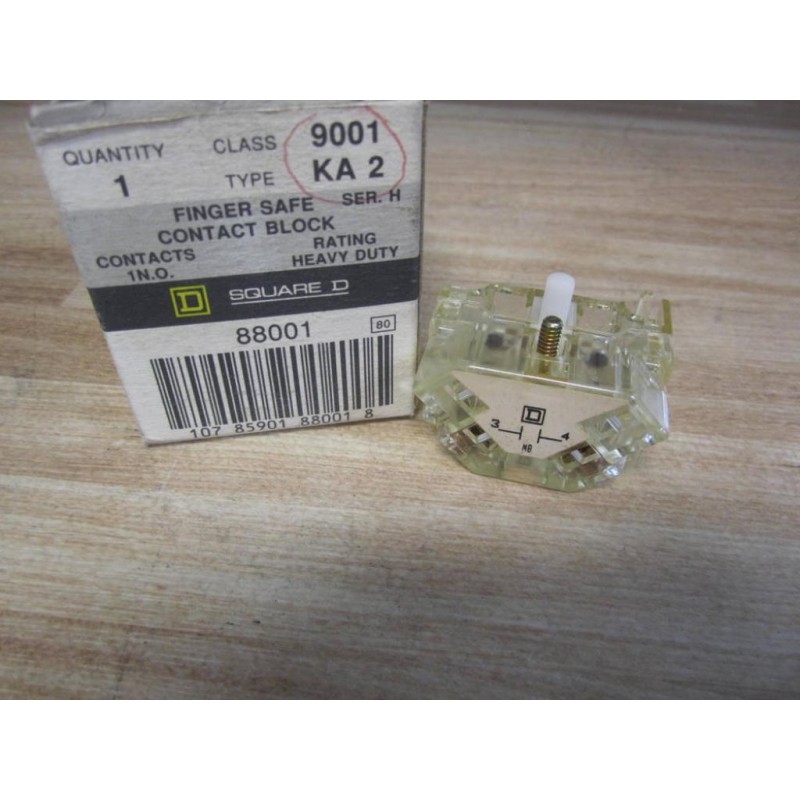 QUANTITY CLASS 9001
1 TYPE KA 2
FINGER SAFE SER. H
CONTACT BLOCK
CONTACTS RATING
1N.O. HEAVY DUTY
D SQUARE D
88001 80
107 85901 88001 8
D
3 4